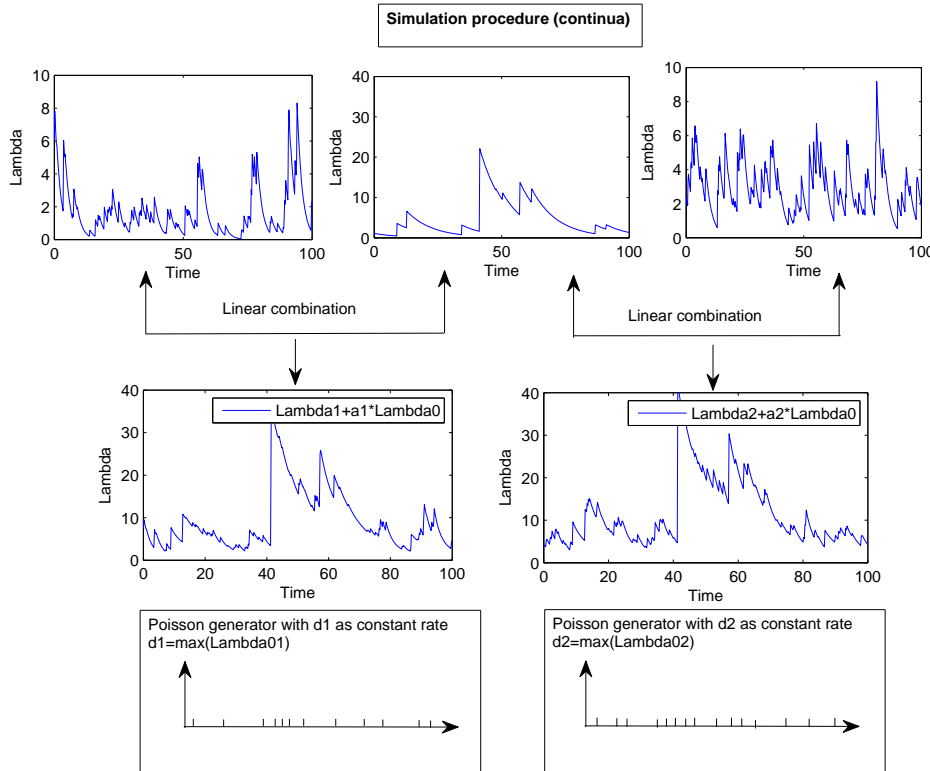 Simulation procedure (continua)
10
8
6
4
2
0
Lambda
0 50 100
Time
40
30
20
10
0
Lambda
0 50 100
Time
10
8
6
4
2
0
Lambda
0 50 100
Time
Linear combination
Linear combination
40
30
20
10
0
Lambda
Lambda1+a1*Lambda0
0 20 40 60 80 100
Time
40
30
20
10
0
Lambda
Lambda2+a2*Lambda0
0 20 40 60 80 100
Time
Poisson generator with d1 as constant rate
d1=max(Lambda01)
Poisson generator with d2 as constant rate
d2=max(Lambda02)